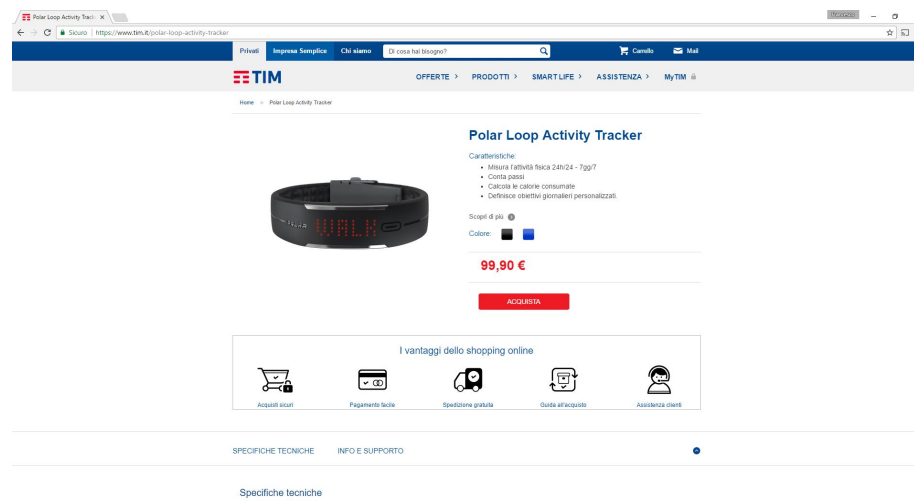 Polar Loop Activity Track
Sicuro | https://www.tim.it/polar-loop-activity-tracker
Privati Impresa Semplice Chi siamo Di cosa hai bisogno? Carrello Mail
TIM OFFERTE > PRODOTTI > SMART LIFE > ASSISTENZA > MyTIM
Home > Polar Loop Activity Tracker
Polar Loop Activity Tracker
Caratteristiche:
• Misura l'attività fisica 24h/24 - 7gg/7
• Conta passi
• Calcola le calorie consumate
• Definisce obiettivi giornalieri personalizzati.
POLAR WALK
Scopri di più
Colore:
99,90 €
ACQUISTA
I vantaggi dello shopping online
Acquisti sicuri Pagamento facile Spedizione gratuita Guida all'acquisto Assistenza clienti
SPECIFICHE TECNICHE INFO E SUPPORTO
Specifiche tecniche